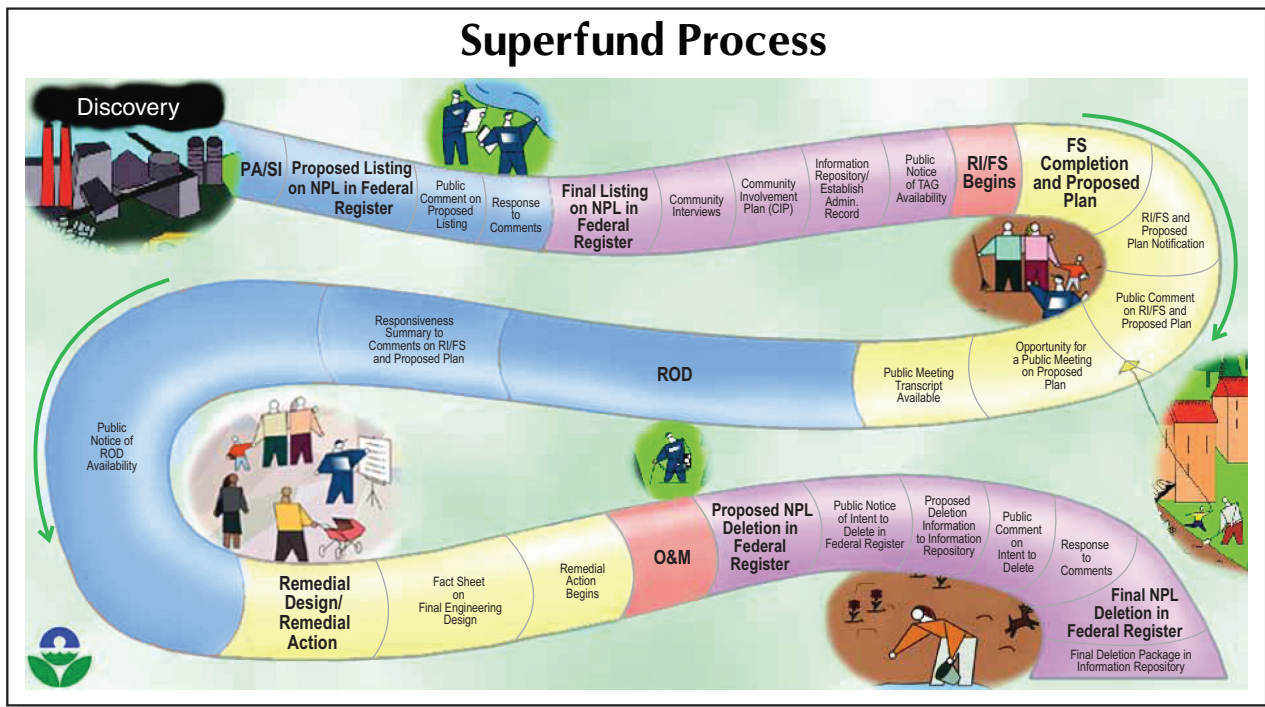 Superfund Process
Discovery
PA/SI
Proposed Listing
on NPL in Federal
Register
Public
Comment on
Proposed
Listing
Response
to
Comments
Final Listing
on NPL in
Federal
Register
Community
Interviews
Community
Involvement
Plan (CIP)
Information
Repository/
Establish
Admin.
Record
Public
Notice
of TAG
Availability
RI/FS
Begins
FS
Completion
and Proposed
Plan
RI/FS and
Proposed
Plan Notification
Public Comment
on RI/FS and
Proposed Plan
Opportunity for
a Public Meeting
on Proposed
Plan
Public Meeting
Transcript
Available
ROD
Responsiveness
Summary to
Comments on RI/FS
and Proposed Plan
Public
Notice of
ROD
Availability
Remedial
Design/
Remedial
Action
Fact Sheet
on
Final Engineering
Design
Remedial
Action
Begins
O&M
Proposed NPL
Deletion in
Federal
Register
Public Notice
of Intent to
Delete in
Federal Register
Proposed
Deletion
Information
to Information
Repository
Public
Comment
on
Intent to
Delete
Response
to
Comments
Final NPL
Deletion in
Federal Register
Final Deletion Package in
Information Repository